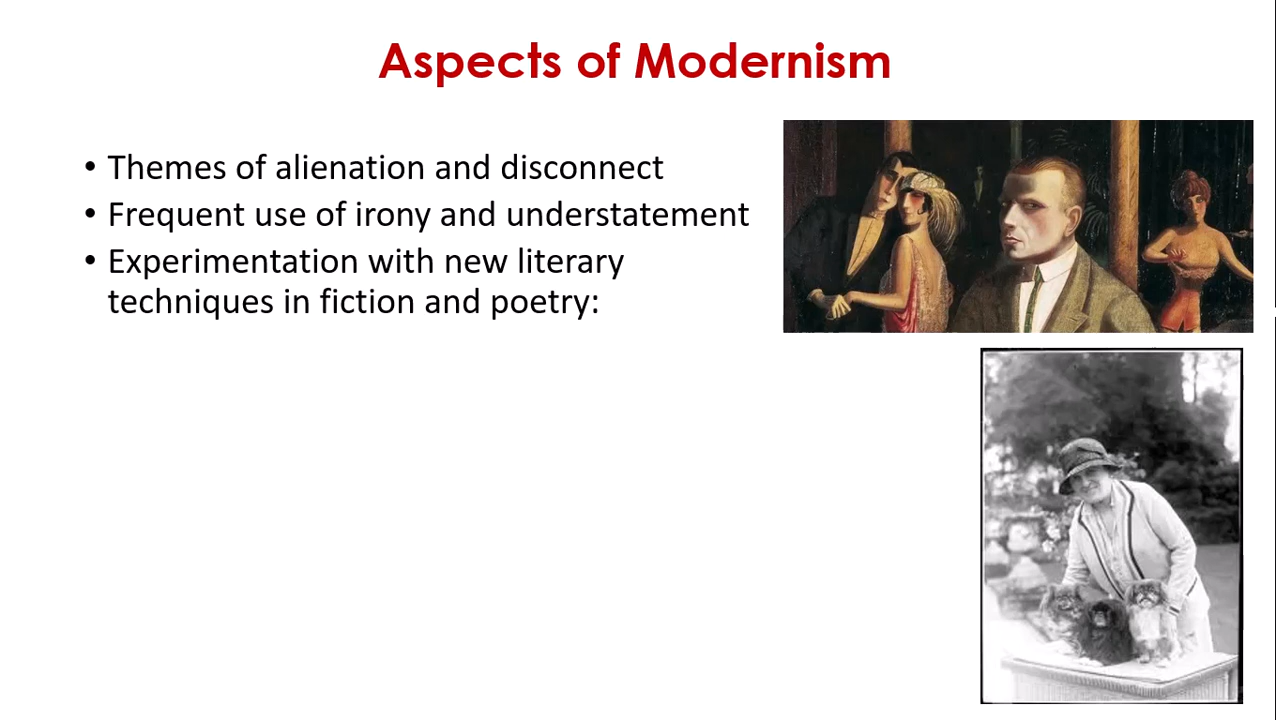 Aspects of Modernism
• Themes of alienation and disconnect
• Frequent use of irony and understatement
• Experimentation with new literary
techniques in fiction and poetry: